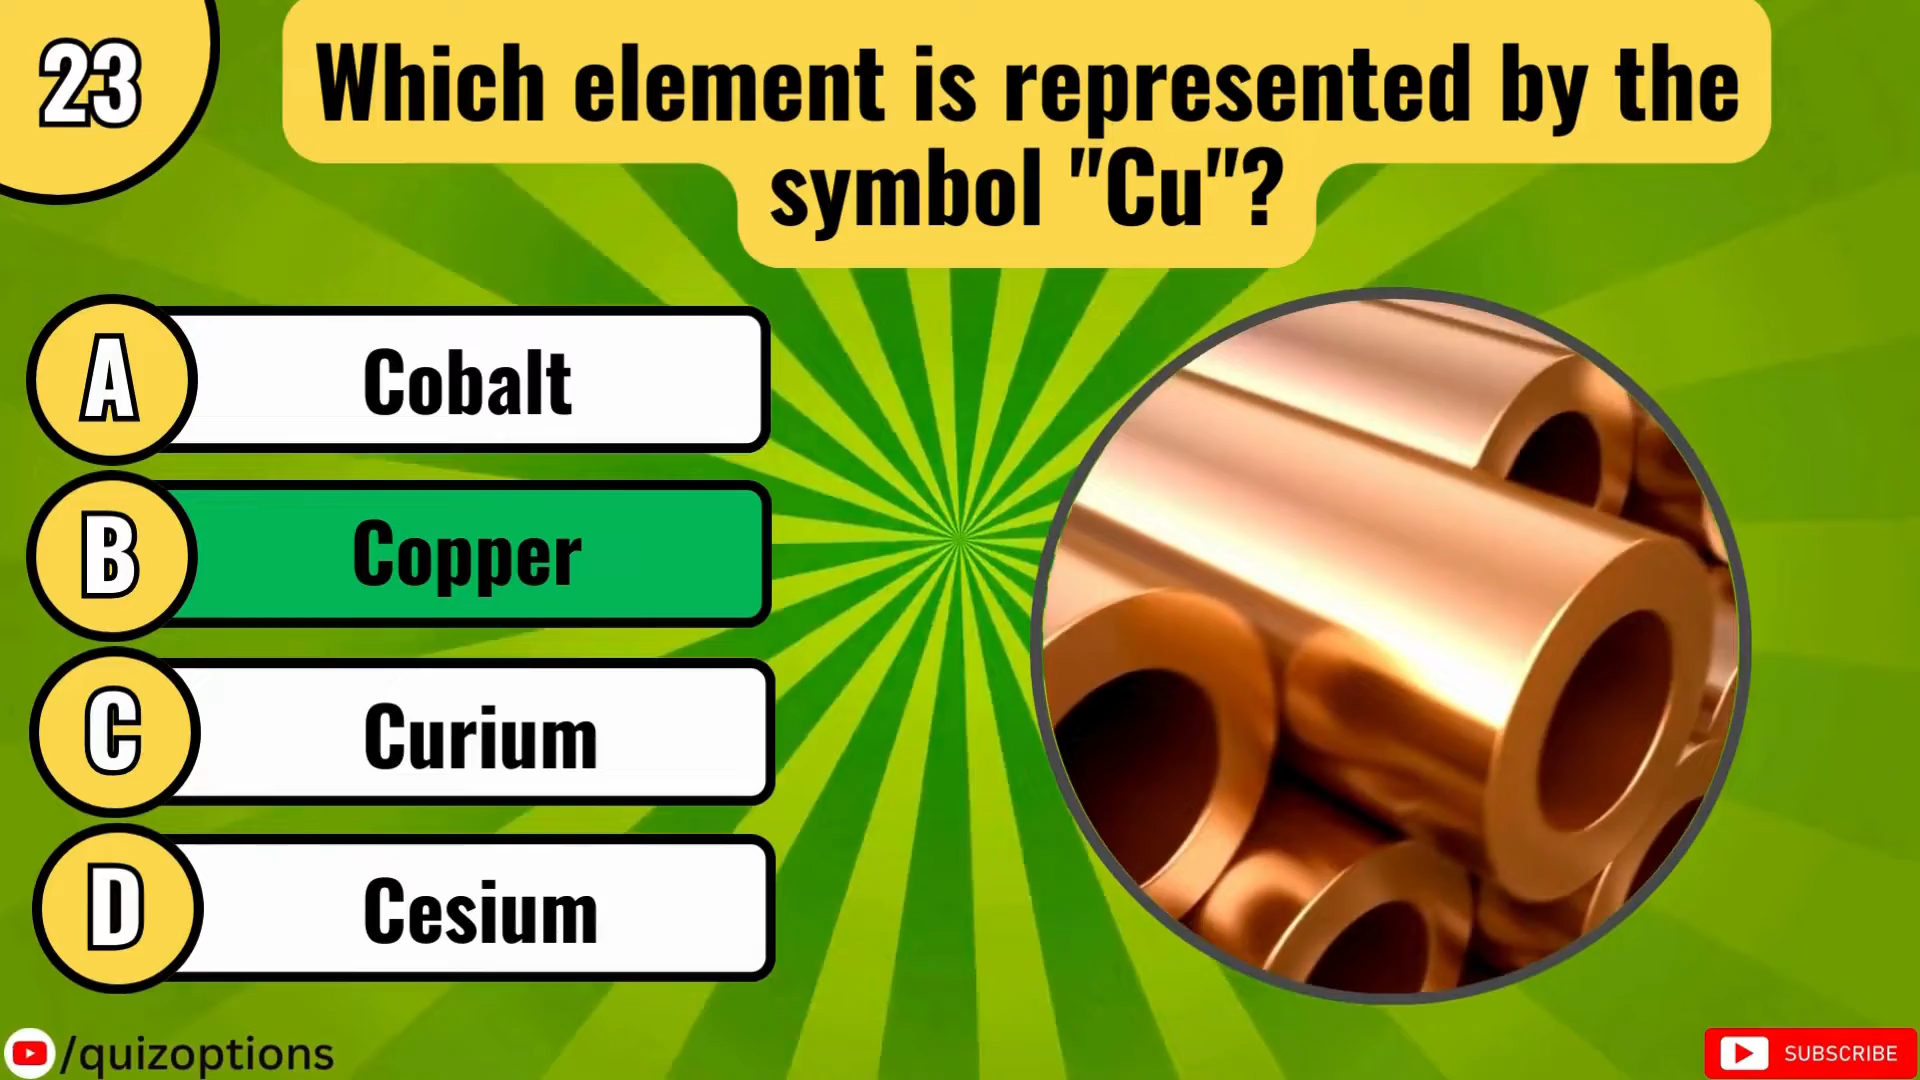 23
Which element is represented by the
symbol "Cu"?
A
Cobalt
B
Copper
C
Curium
D
Cesium
/quizoptions
SUBSCRIBE